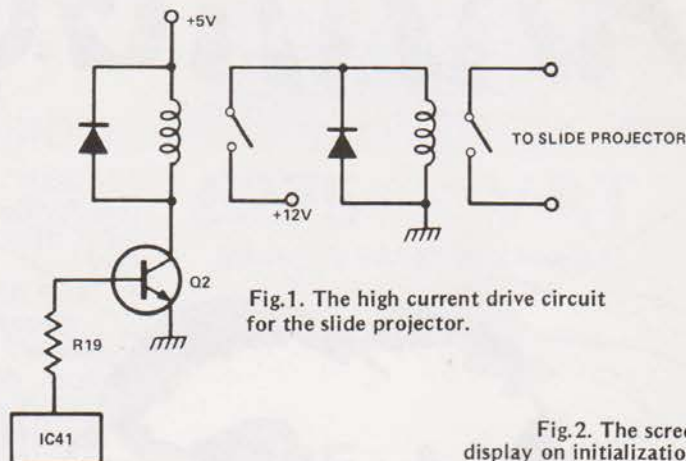 +5V
TO SLIDE PROJECTOR
+12V
Q2
Fig.1. The high current drive circuit
for the slide projector.
R19
IC41
Fig.2. The scree
display on initializatio